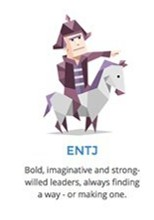 ENTJ
Bold, imaginative and strong-
willed leaders, always finding
a way - or making one.